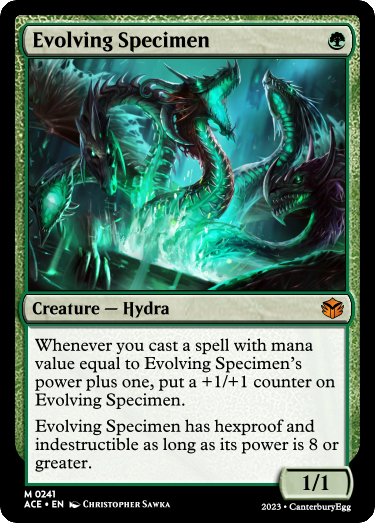 Evolving Specimen
Creature — Hydra
Whenever you cast a spell with mana
value equal to Evolving Specimen's
power plus one, put a +1/+1 counter on
Evolving Specimen.
Evolving Specimen has hexproof and
indestructible as long as its power is 8 or
greater.
1/1
M 0241
ACE • EN Christopher Sawka
2023 • CanterburyEgg